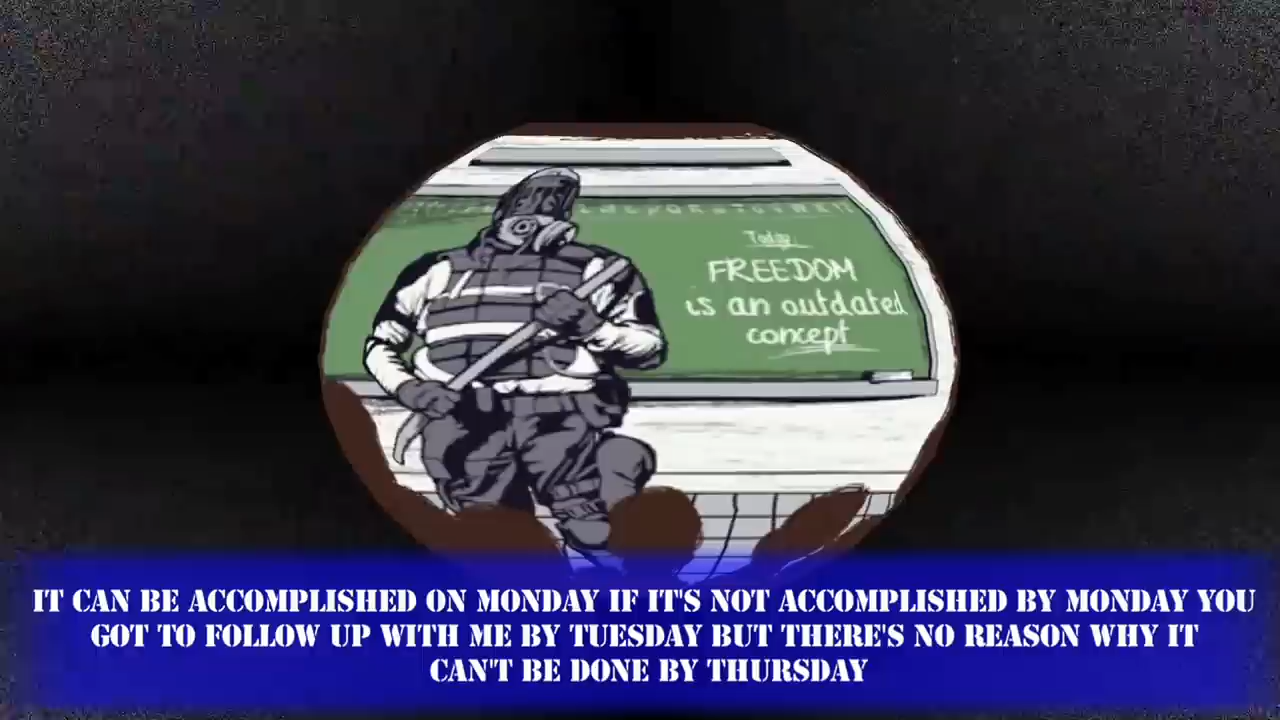 Today
FREEDOM
is an outdated
concept
IT CAN BE ACCOMPLISHED ON MONDAY IF IT'S NOT ACCOMPLISHED BY MONDAY YOU
GOT TO FOLLOW UP WITH ME BY TUESDAY BUT THERE'S NO REASON WHY IT
CAN'T BE DONE BY THURSDAY